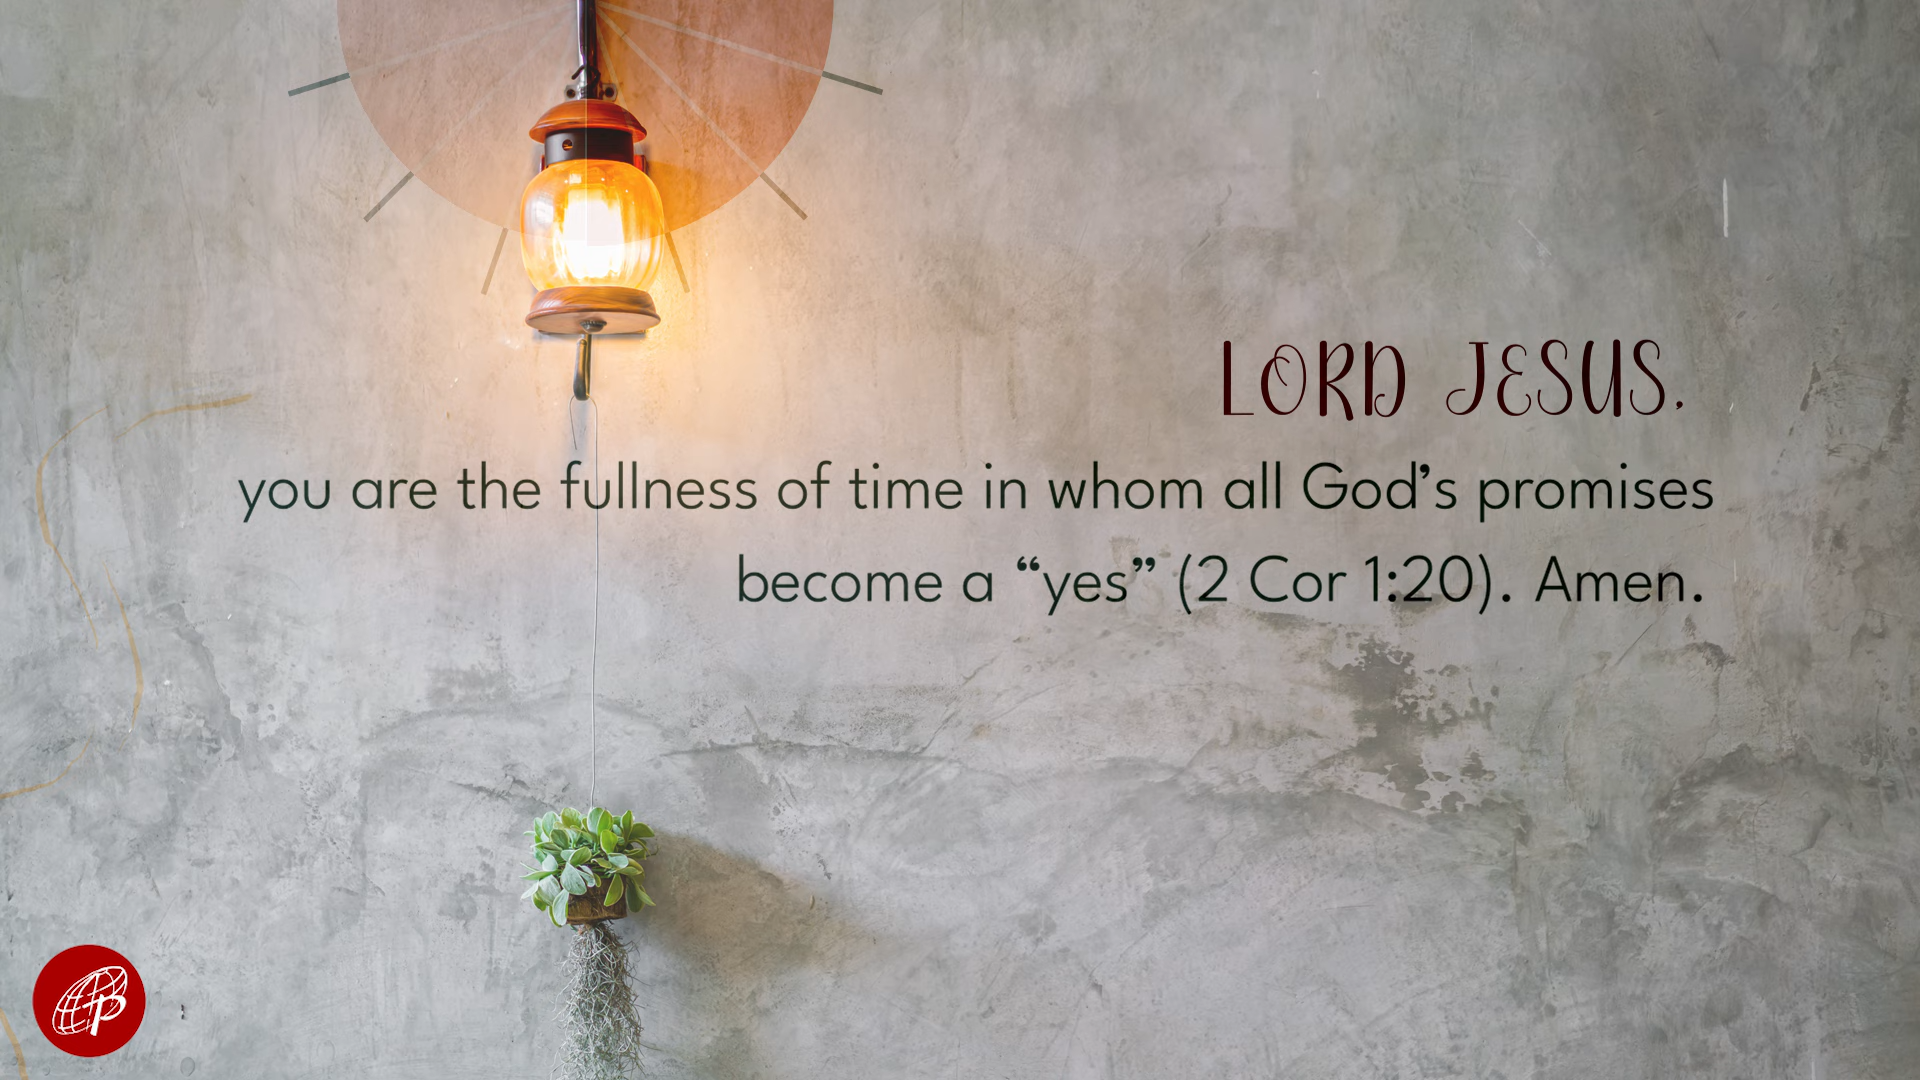 LORD JESUS,
you are the fullness of time in whom all God’s promises
become a “yes” (2 Cor 1:20). Amen.